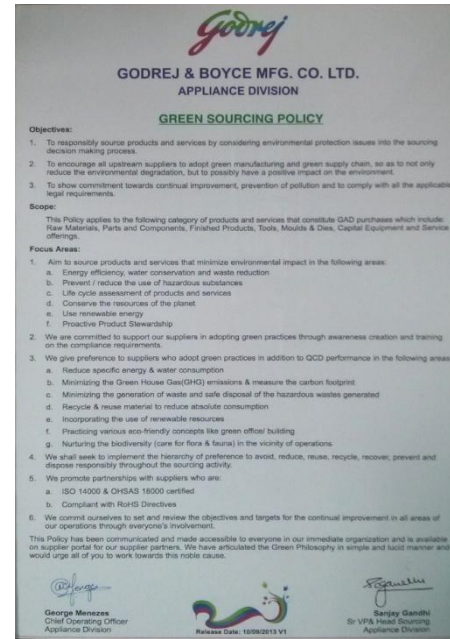 Godrej
GODREJ & BOYCE MFG. CO. LTD.
APPLIANCE DIVISION
GREEN SOURCING POLICY
Objectives:
1. To responsibly source products and services by considering environmental protection issues into the sourcing
decision making process.
2. To encourage all upstream suppliers to adopt green manufacturing and green supply chain, so as to not only
reduce the environmental degradation, but to possibly have a positive impact on the environment.
3. To show commitment towards continual improvement, prevention of pollution and to comply with all the applicable
legal requirements.
Scope:
This Policy applies to the following category of products and services that constitute GAD purchases which include:
Raw Materials, Parts and Components, Finished Products, Tools, Moulds & Dies, Capital Equipment and Service
offerings.
Focus Areas:
1. Aim to source products and services that minimize environmental impact in the following areas:
a. Energy efficiency, water conservation and waste reduction
b. Prevent / reduce the use of hazardous substances
c. Life cycle assessment of products and services
d. Conserve the resources of the planet
e. Use renewable energy
f. Proactive Product Stewardship
2. We are committed to support our suppliers in adopting green practices through awareness creation and training
on the compliance requirements.
3. We give preference to suppliers who adopt green practices in addition to QCD performance in the following areas
a. Reduce specific energy & water consumption
b. Minimizing the Green House Gas(GHG) emissions & measure the carbon footprint
c. Minimizing the generation of waste and safe disposal of the hazardous wastes generated
d. Recycle & reuse material to reduce absolute consumption
e. Incorporating the use of renewable resources
f. Practicing various eco-friendly concepts like green office/ building
g. Nurturing the biodiversity (care for flora & fauna) in the vicinity of operations
4. We shall seek to implement the hierarchy of preference to avoid, reduce, reuse, recycle, recover, prevent and
dispose responsibly throughout the sourcing activity.
5. We promote partnerships with suppliers who are:
a. ISO 14000 & OHSAS 18000 certified
b. Compliant with RoHS Directives
6. We commit ourselves to set and review the objectives and targets for the continual improvement in all areas of
our operations through everyone's involvement.
This Policy has been communicated and made accessible to everyone in our immediate organization and is available
on supplier portal for our supplier partners. We have articulated the Green Philosophy in simple and lucid manner and
would urge all of you to work towards this noble cause.
George Menezes
Chief Operating Officer
Appliance Division
Release Date: 10/09/2013 V1
Sanjay Gandhi
Sr VP& Head Sourcing
Appliance Division